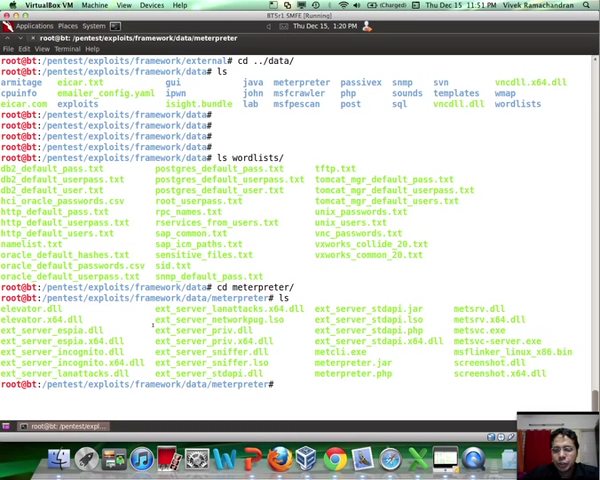 VirtualBox VM Machine Devices Window Help (Charged) Thu Dec 15 11:51 PM Vivek Ramachandran
BT5r1 SMFE [Running]
Applications Places System Thu Dec 15, 1:20 PM
root@bt: /pentest/exploits/framework/data/meterpreter
File Edit View Terminal Help
root@bt:/pentest/exploits/framework/external# cd ../data/
root@bt:/pentest/exploits/framework/data# ls
armitage eicar.txt gui java meterpreter passivex snmp svn vncdll.x64.dll
cpuinfo emailer_config.yaml ipwn john msfcrawler php sounds templates wmap
eicar.com exploits isight.bundle lab msfpescan post sql vncdll.dll wordlists
root@bt:/pentest/exploits/framework/data#
root@bt:/pentest/exploits/framework/data#
root@bt:/pentest/exploits/framework/data#
root@bt:/pentest/exploits/framework/data# ls wordlists/
db2_default_pass.txt postgres_default_pass.txt tftp.txt
db2_default_userpass.txt postgres_default_userpass.txt tomcat_mgr_default_pass.txt
db2_default_user.txt postgres_default_user.txt tomcat_mgr_default_userpass.txt
hci_oracle_passwords.csv root_userpass.txt tomcat_mgr_default_users.txt
http_default_pass.txt rpc_names.txt unix_passwords.txt
http_default_userpass.txt rservices_from_users.txt unix_users.txt
http_default_users.txt sap_common.txt vnc_passwords.txt
namelist.txt sap_icm_paths.txt vxworks_collide_20.txt
oracle_default_hashes.txt sensitive_files.txt vxworks_common_20.txt
oracle_default_passwords.csv sid.txt
oracle_default_userpass.txt snmp_default_pass.txt
root@bt:/pentest/exploits/framework/data# cd meterpreter/
root@bt:/pentest/exploits/framework/data/meterpreter# ls
elevator.dll ext_server_lanattacks.x64.dll ext_server_stdapi.jar metsrv.dll
elevator.x64.dll ext_server_networkpug.lso ext_server_stdapi.lso metsrv.x64.dll
ext_server_espia.dll ext_server_priv.dll ext_server_stdapi.php metsvc.exe
ext_server_espia.x64.dll ext_server_priv.x64.dll ext_server_stdapi.x64.dll metsvc-server.exe
ext_server_incognito.dll ext_server_sniffer.dll metcli.exe msflinker_linux_x86.bin
ext_server_incognito.x64.dll ext_server_sniffer.lso meterpreter.jar screenshot.dll
ext_server_lanattacks.dll ext_server_stdapi.dll meterpreter.php screenshot.x64.dll
root@bt:/pentest/exploits/framework/data/meterpreter#
root@bt: /pentest/expl...